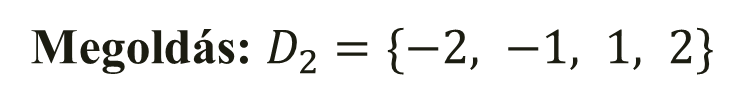 Megoldás: D₂ = {−2, −1, 1, 2}